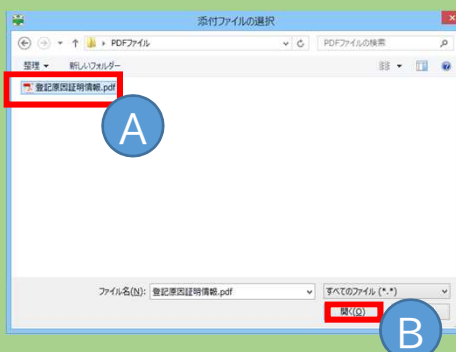 添付ファイルの選択
PDFファイル
PDFファイルの検索
整理
新しいフォルダー
登記原因証明情報.pdf
A
ファイル名(N): 登記原因証明情報.pdf
すべてのファイル (*.*)
開く(O)
B